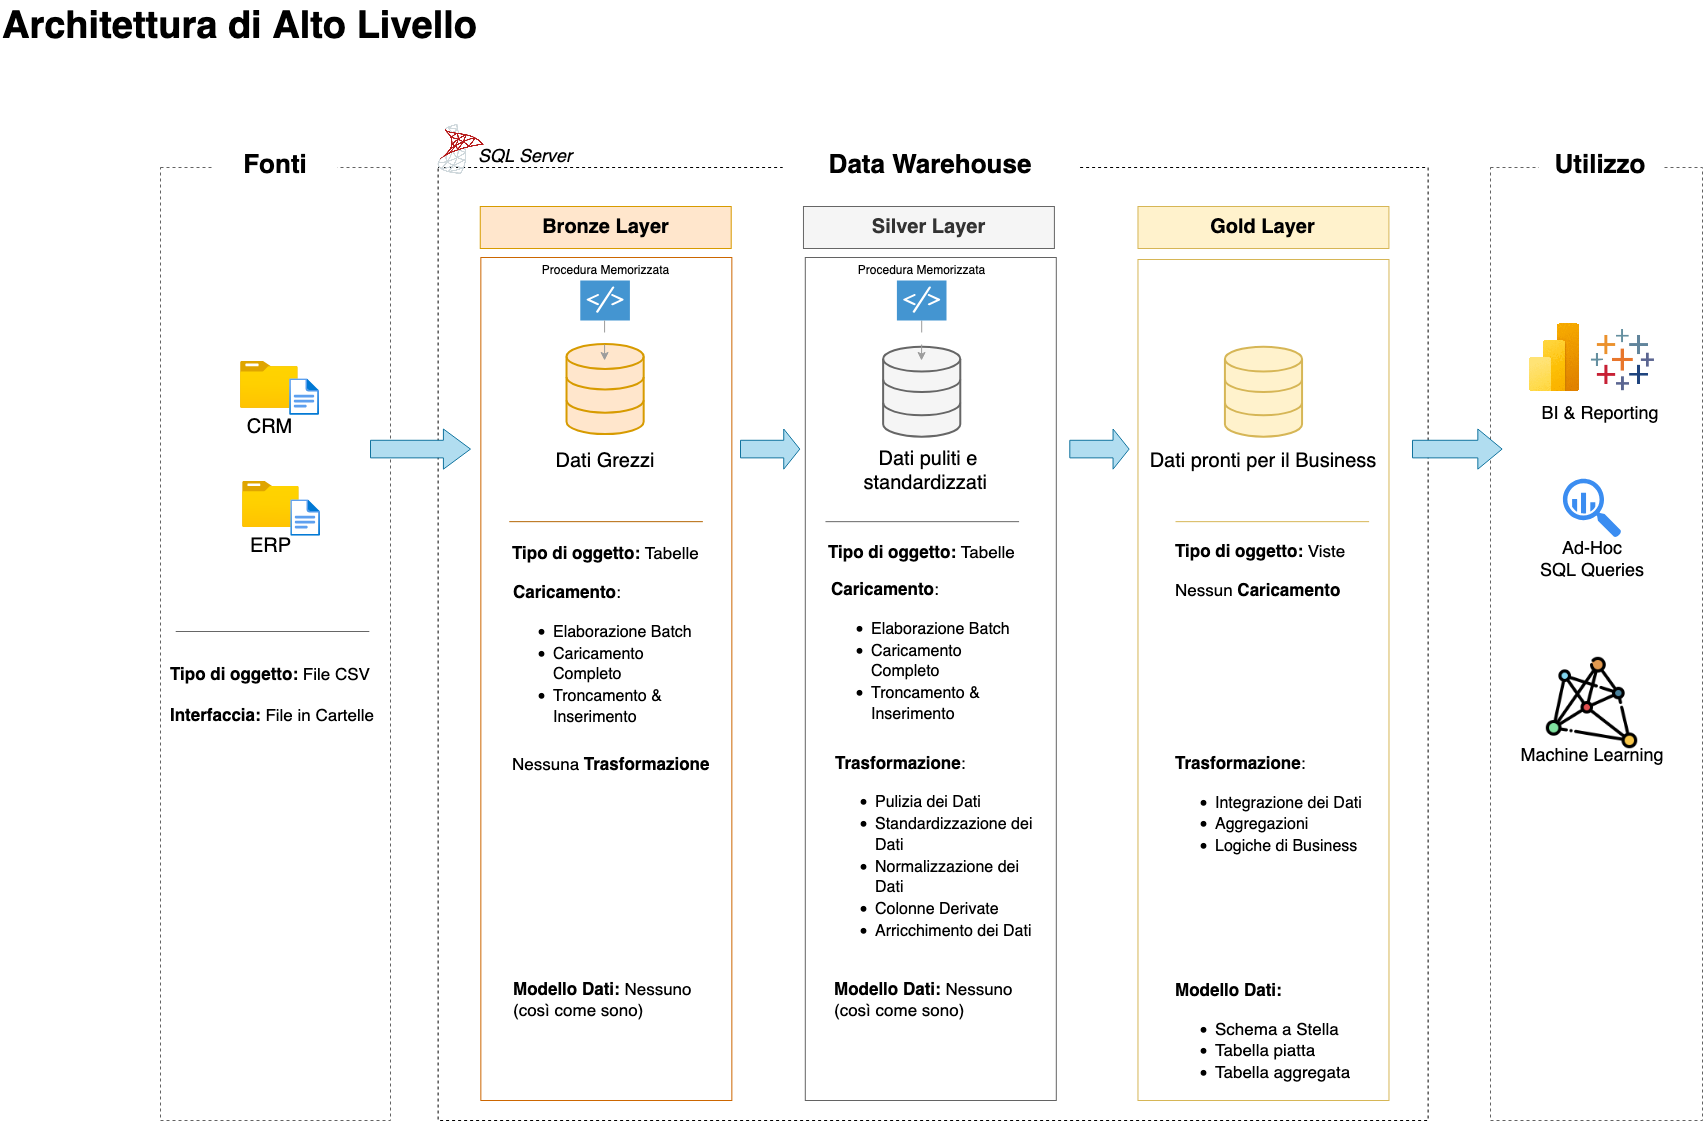 Architettura di Alto Livello
Fonti
CRM
ERP
Tipo di oggetto: File CSV
Interfaccia: File in Cartelle
SQL Server
Data Warehouse
Bronze Layer
Procedura Memorizzata
</>
Dati Grezzi
Tipo di oggetto: Tabelle
Caricamento:
• Elaborazione Batch
• Caricamento
Completo
• Troncamento &
Inserimento
Nessuna Trasformazione
Modello Dati: Nessuno
(così come sono)
Silver Layer
Procedura Memorizzata
</>
Dati puliti e
standardizzati
Tipo di oggetto: Tabelle
Caricamento:
• Elaborazione Batch
• Caricamento
Completo
• Troncamento &
Inserimento
Trasformazione:
• Pulizia dei Dati
• Standardizzazione dei
Dati
• Normalizzazione dei
Dati
• Colonne Derivate
• Arricchimento dei Dati
Modello Dati: Nessuno
(così come sono)
Gold Layer
Dati pronti per il Business
Tipo di oggetto: Viste
Nessun Caricamento
Trasformazione:
• Integrazione dei Dati
• Aggregazioni
• Logiche di Business
Modello Dati:
• Schema a Stella
• Tabella piatta
• Tabella aggregata
Utilizzo
BI & Reporting
Ad-Hoc
SQL Queries
Machine Learning